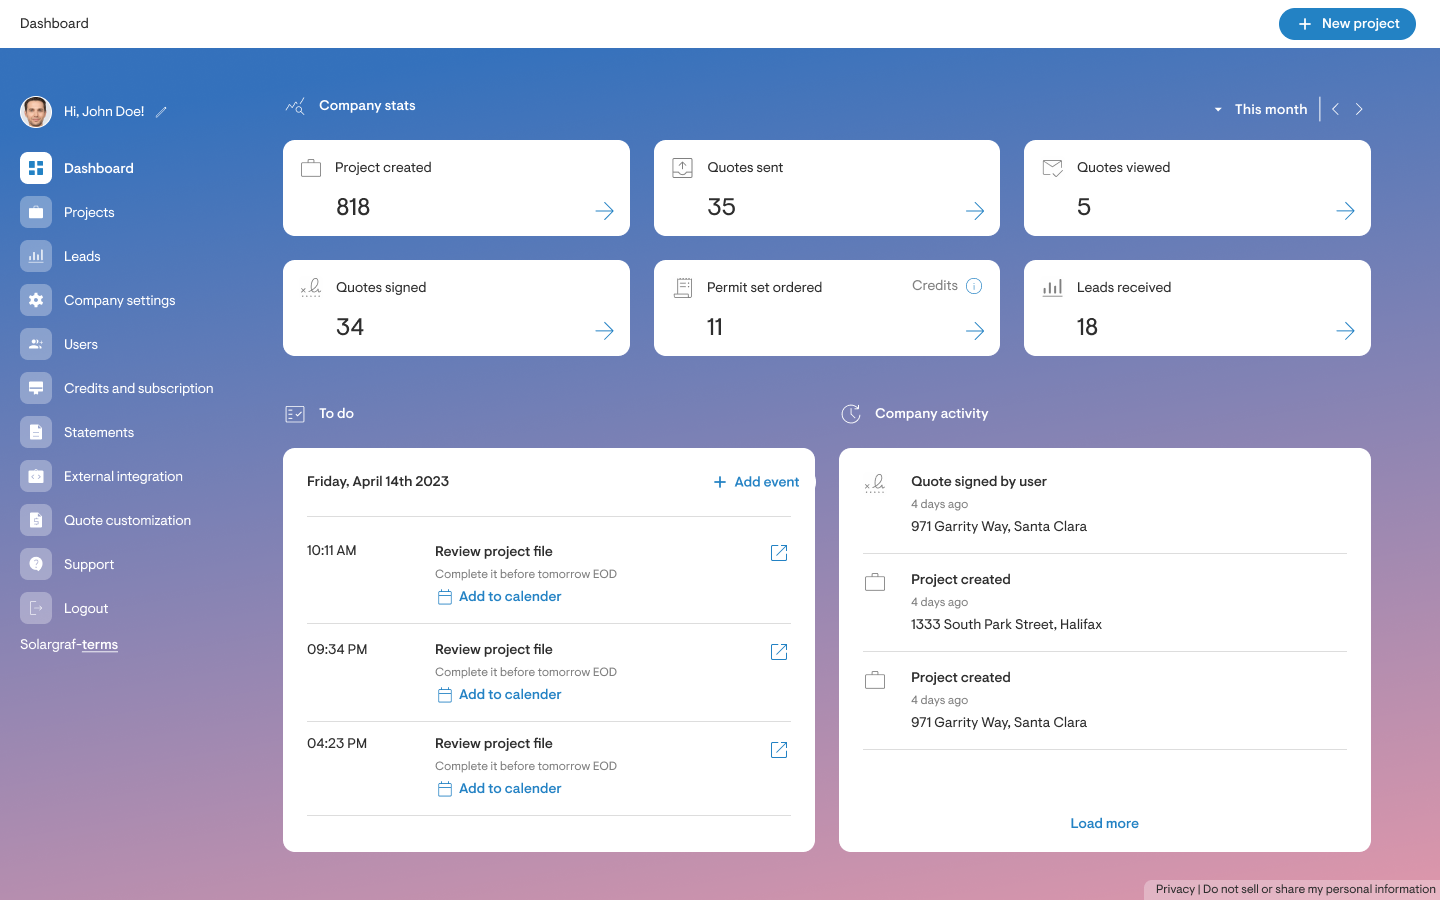 Dashboard
New project
Hi, John Doe!
Dashboard
Projects
Leads
Company settings
Users
Credits and subscription
Statements
External integration
Quote customization
Support
Logout
Solargraf-terms
Company stats
This month
Project created
818
Quotes sent
35
Quotes viewed
5
Quotes signed
34
Permit set ordered
Credits
11
Leads received
18
To do
Friday, April 14th 2023
Add event
10:11 AM
Review project file
Complete it before tomorrow EOD
Add to calender
09:34 PM
Review project file
Complete it before tomorrow EOD
Add to calender
04:23 PM
Review project file
Complete it before tomorrow EOD
Add to calender
Company activity
Quote signed by user
4 days ago
971 Garrity Way, Santa Clara
Project created
4 days ago
1333 South Park Street, Halifax
Project created
4 days ago
971 Garrity Way, Santa Clara
Load more
Privacy | Do not sell or share my personal information